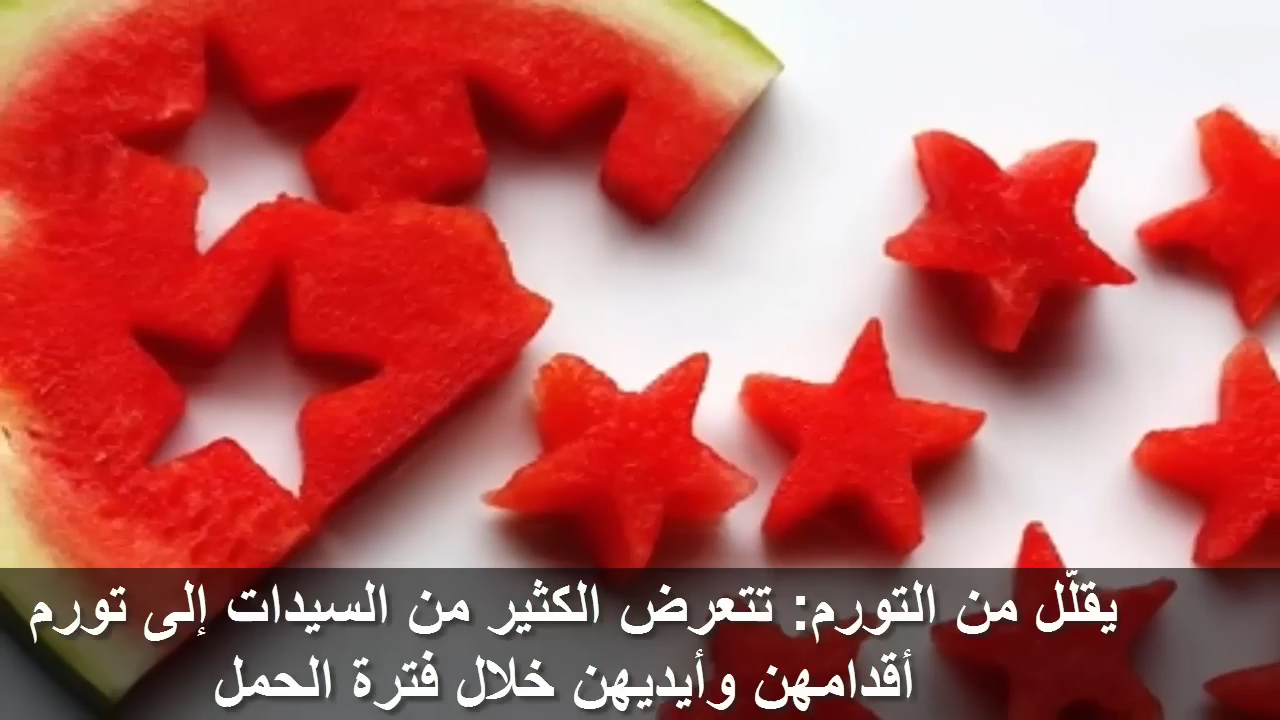 يقلّل من التورم: تتعرض الكثير من السيدات إلى تورم
أقدامهن وأيديهن خلال فترة الحمل